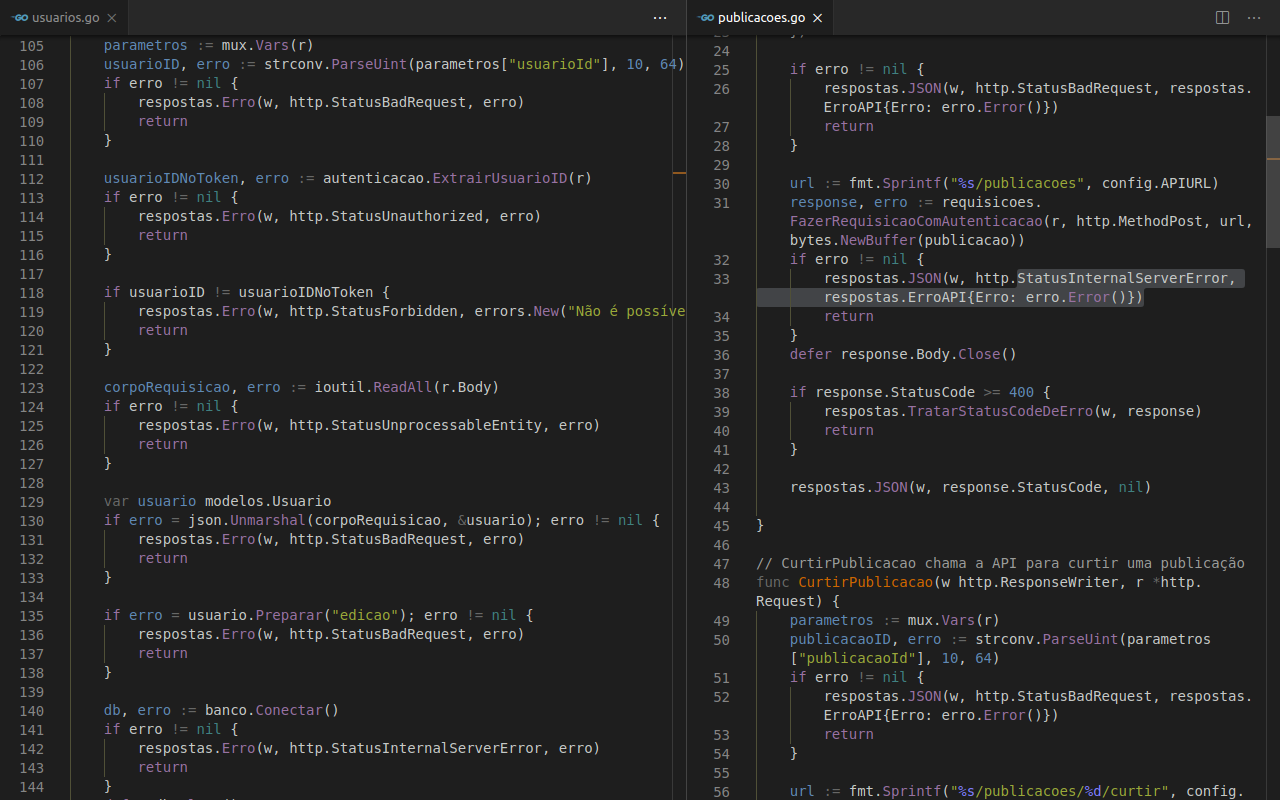 usuarios.go
105 parametros := mux.Vars(r)
106 usuarioID, erro := strconv.ParseUint(parametros["usuarioId"], 10, 64)
107 if erro != nil {
108 respostas.Erro(w, http.StatusBadRequest, erro)
109 return
110 }
111
112 usuarioIDNoToken, erro := autenticacao.ExtrairUsuarioID(r)
113 if erro != nil {
114 respostas.Erro(w, http.StatusUnauthorized, erro)
115 return
116 }
117
118 if usuarioID != usuarioIDNoToken {
119 respostas.Erro(w, http.StatusForbidden, errors.New("Não é possíve
120 return
121 }
122
123 corpoRequisicao, erro := ioutil.ReadAll(r.Body)
124 if erro != nil {
125 respostas.Erro(w, http.StatusUnprocessableEntity, erro)
126 return
127 }
128
129 var usuario modelos.Usuario
130 if erro = json.Unmarshal(corpoRequisicao, &usuario); erro != nil {
131 respostas.Erro(w, http.StatusBadRequest, erro)
132 return
133 }
134
135 if erro = usuario.Preparar("edicao"); erro != nil {
136 respostas.Erro(w, http.StatusBadRequest, erro)
137 return
138 }
139
140 db, erro := banco.Conectar()
141 if erro != nil {
142 respostas.Erro(w, http.StatusInternalServerError, erro)
143 return
144 }
publicacoes.go
24
25 if erro != nil {
26 respostas.JSON(w, http.StatusBadRequest, respostas.
ErroAPI{Erro: erro.Error()})
27 return
28 }
29
30 url := fmt.Sprintf("%s/publicacoes", config.APIURL)
31 response, erro := requisicoes.
FazerRequisicaoComAutenticacao(r, http.MethodPost, url,
bytes.NewBuffer(publicacao))
32 if erro != nil {
33 respostas.JSON(w, http.StatusInternalServerError,
respostas.ErroAPI{Erro: erro.Error()})
34 return
35 }
36 defer response.Body.Close()
37
38 if response.StatusCode >= 400 {
39 respostas.TratarStatusCodeDeErro(w, response)
40 return
41 }
42
43 respostas.JSON(w, response.StatusCode, nil)
44
45 }
46
47 // CurtirPublicacao chama a API para curtir uma publicação
48 func CurtirPublicacao(w http.ResponseWriter, r *http.
Request) {
49 parametros := mux.Vars(r)
50 publicacaoID, erro := strconv.ParseUint(parametros
["publicacaoId"], 10, 64)
51 if erro != nil {
52 respostas.JSON(w, http.StatusBadRequest, respostas.
ErroAPI{Erro: erro.Error()})
53 return
54 }
55
56 url := fmt.Sprintf("%s/publicacoes/%d/curtir", config.